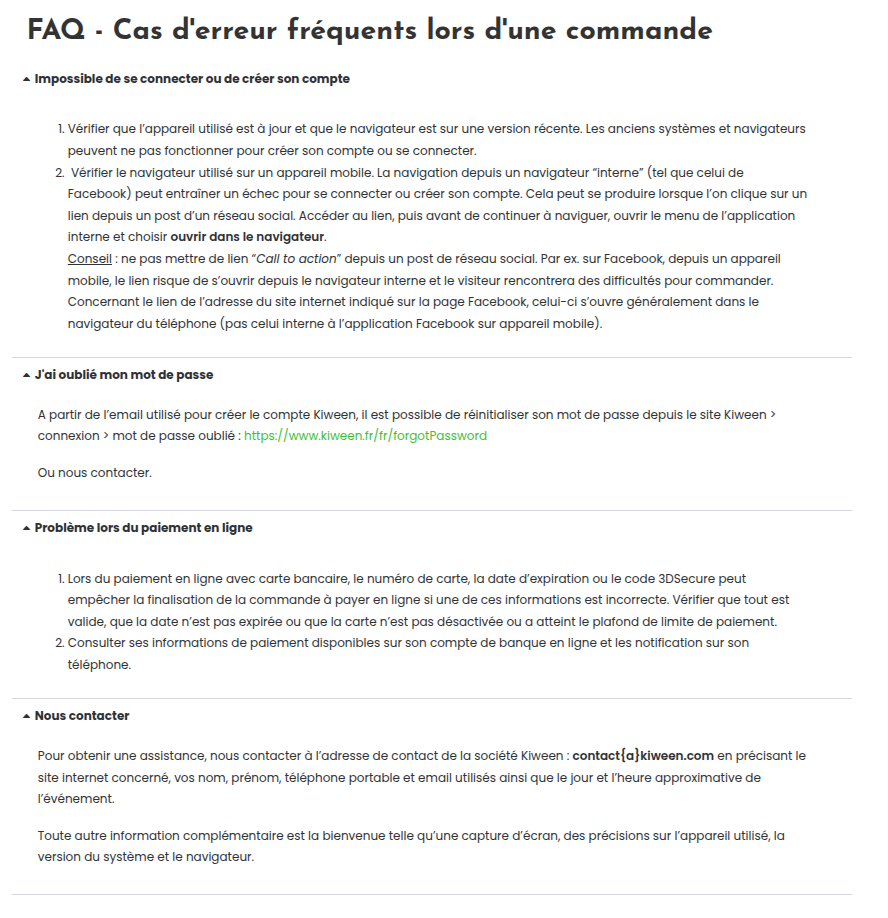 FAQ - Cas d'erreur fréquents lors d'une commande
Impossible de se connecter ou de créer son compte
1. Vérifier que l’appareil utilisé est à jour et que le navigateur est sur une version récente. Les anciens systèmes et navigateurs
peuvent ne pas fonctionner pour créer son compte ou se connecter.
2. Vérifier le navigateur utilisé sur un appareil mobile. La navigation depuis un navigateur “interne” (tel que celui de
Facebook) peut entraîner un échec pour se connecter ou créer son compte. Cela peut se produire lorsque l’on clique sur un
lien depuis un post d’un réseau social. Accéder au lien, puis avant de continuer à naviguer, ouvrir le menu de l’application
interne et choisir ouvrir dans le navigateur.
Conseil : ne pas mettre de lien “Call to action” depuis un post de réseau social. Par ex. sur Facebook, depuis un appareil
mobile, le lien risque de s’ouvrir depuis le navigateur interne et le visiteur rencontrera des difficultés pour commander.
Concernant le lien de l’adresse du site internet indiqué sur la page Facebook, celui-ci s’ouvre généralement dans le
navigateur du téléphone (pas celui interne à l’application Facebook sur appareil mobile).
J'ai oublié mon mot de passe
A partir de l’email utilisé pour créer le compte Kiween, il est possible de réinitialiser son mot de passe depuis le site Kiween >
connexion > mot de passe oublié : https://www.kiween.fr/fr/forgotPassword
Ou nous contacter.
Problème lors du paiement en ligne
1. Lors du paiement en ligne avec carte bancaire, le numéro de carte, la date d’expiration ou le code 3DSecure peut
empêcher la finalisation de la commande à payer en ligne si une de ces informations est incorrecte. Vérifier que tout est
valide, que la date n’est pas expirée ou que la carte n’est pas désactivée ou a atteint le plafond de limite de paiement.
2. Consulter ses informations de paiement disponibles sur son compte de banque en ligne et les notification sur son
téléphone.
Nous contacter
Pour obtenir une assistance, nous contacter à l’adresse de contact de la société Kiween : contact{a}kiween.com en précisant le
site internet concerné, vos nom, prénom, téléphone portable et email utilisés ainsi que le jour et l’heure approximative de
l’événement.
Toute autre information complémentaire est la bienvenue telle qu’une capture d’écran, des précisions sur l’appareil utilisé, la
version du système et le navigateur.